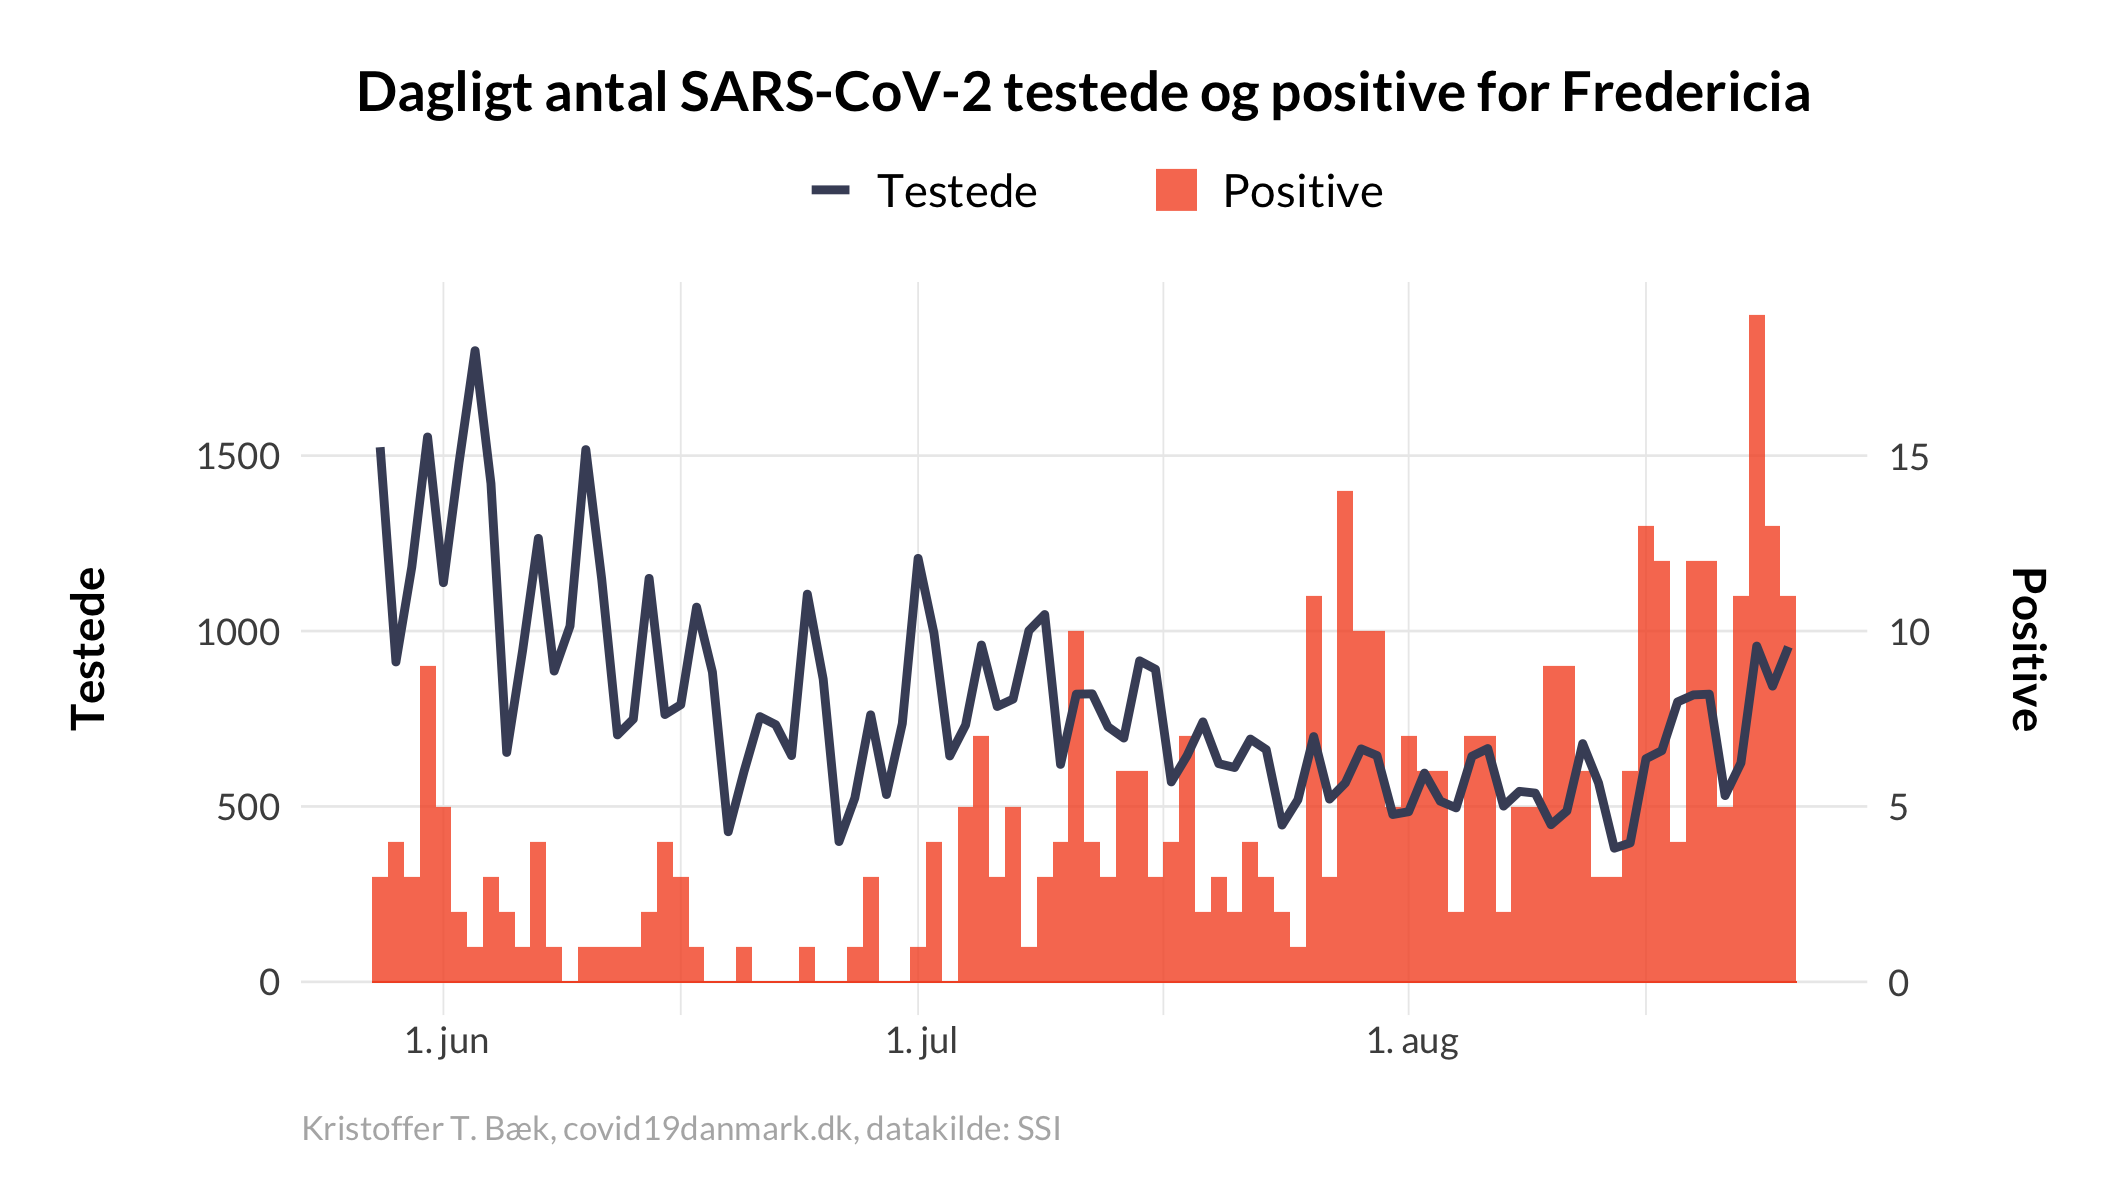 Dagligt antal SARS-CoV-2 testede og positive for Fredericia
Testede
Positive
1500
1000
500
0
Testede
15
10
5
0
Positive
1. jun
1. jul
1. aug
Kristoffer T. Bæk, covid19danmark.dk, datakilde: SSI